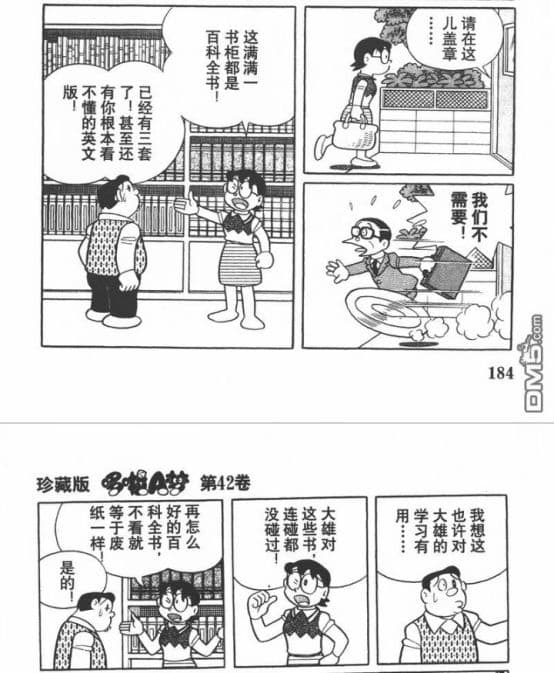 请在这
儿盖章
……
我们不
需要！
这满满一
书柜都是
百科全书！
已经有三套
了！甚至还
有你根本看
不懂的英文
版！
184
DM5.com
珍藏版 哆啦A梦 第42卷
我想这
也许对
大雄的
学习有
用……
大雄对
这些书，
连碰都
没碰过！
再怎么
好的百
科全书，
不看就
等于废
纸一样！
是的！